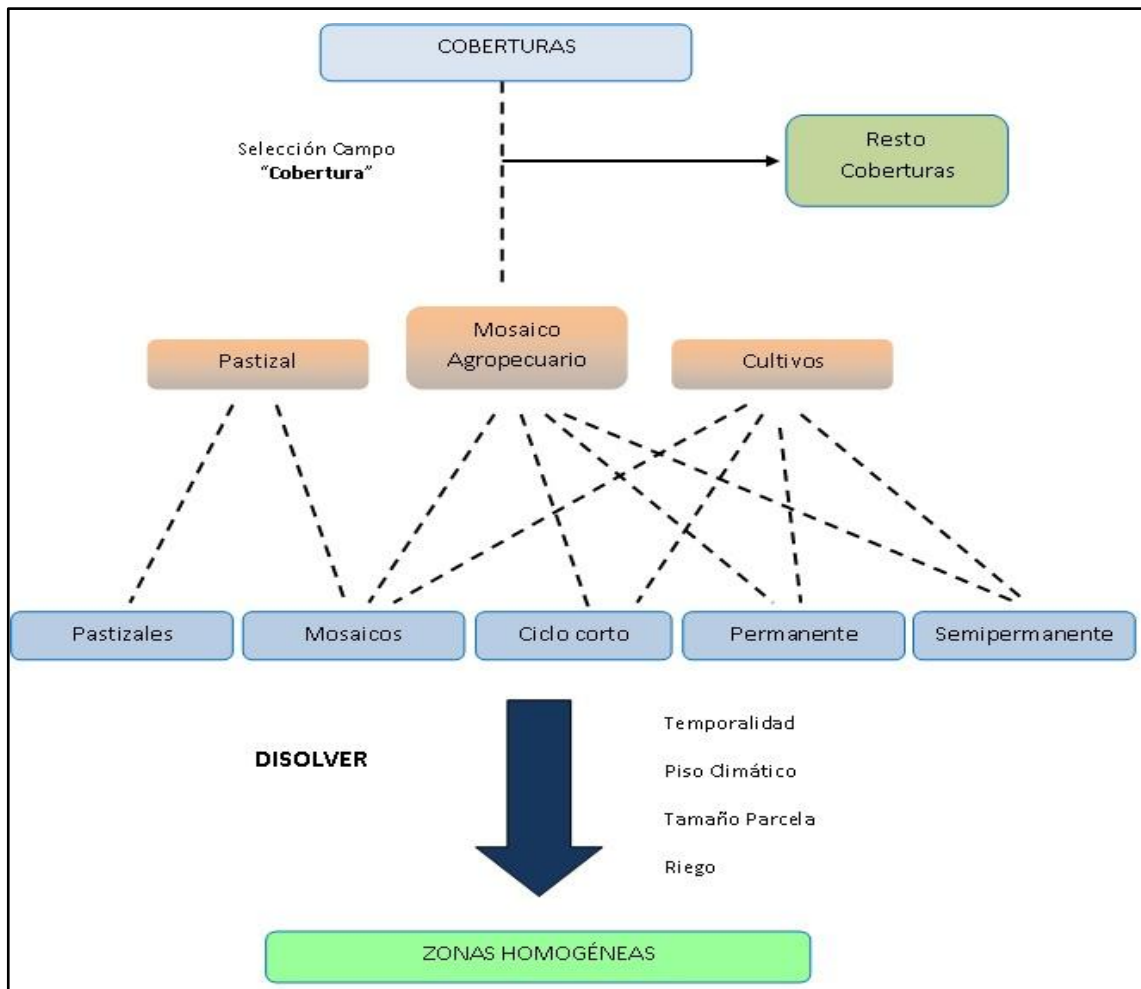 COBERTURAS
Selección Campo
“Cobertura”
Resto
Coberturas
Pastizal
Mosaico
Agropecuario
Cultivos
Pastizales
Mosaicos
Ciclo corto
Permanente
Semipermanente
DISOLVER
Temporalidad
Piso Climático
Tamaño Parcela
Riego
ZONAS HOMOGÉNEAS